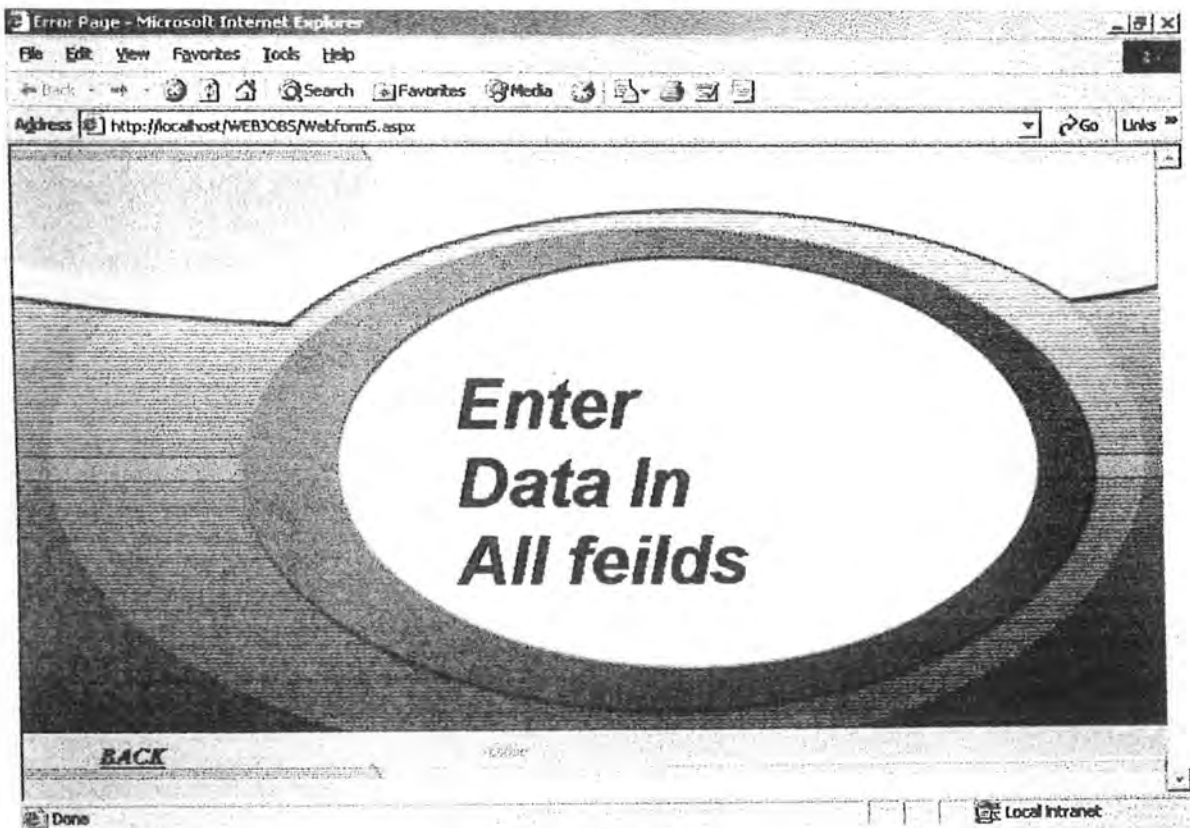 Error Page - Microsoft Internet Explorer
File Edit View Favorites Tools Help
Back Search Favorites Media
Address http://localhost/WEBJOBS/Webform5.aspx Go Links »
Enter
Data In
All feilds
BACK
Done Local intranet